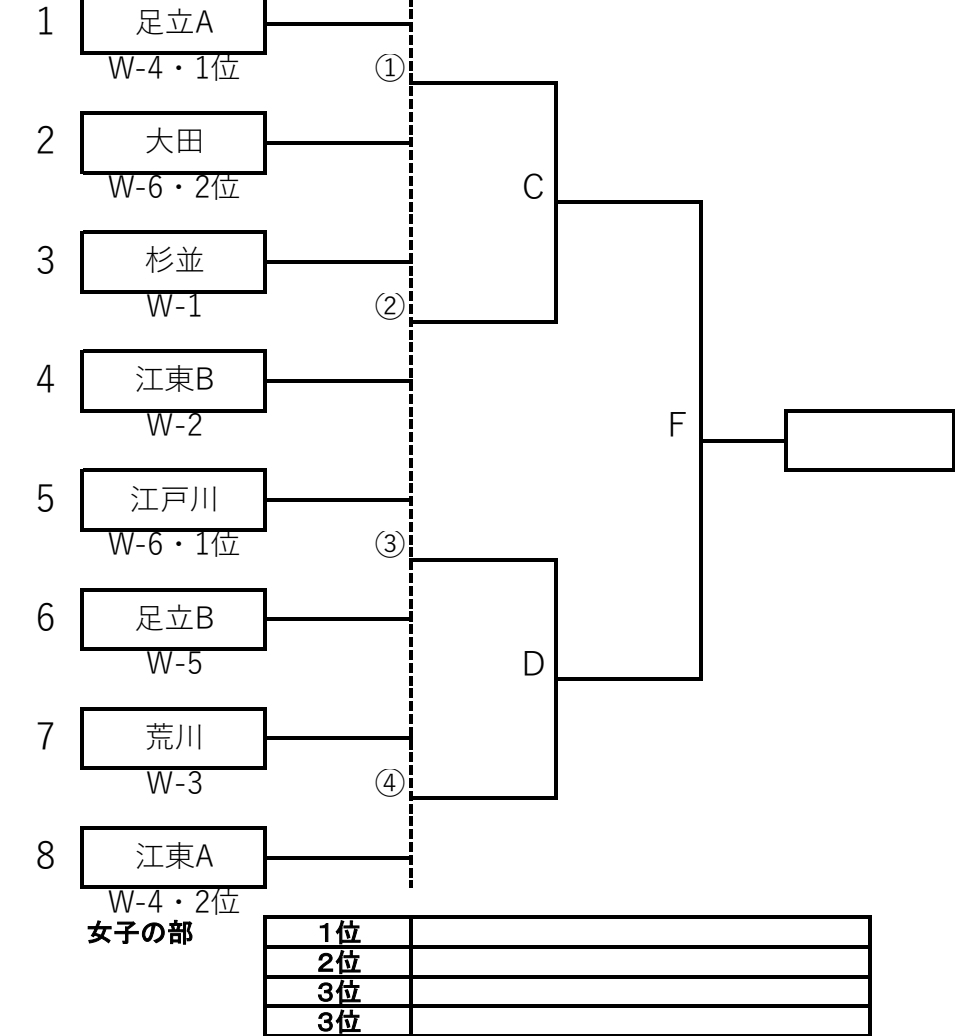 1 足立A
W-4・1位
①
2 大田
W-6・2位
C
3 杉並
W-1
②
4 江東B
W-2
F
5 江戸川
W-6・1位
③
6 足立B
W-5
D
7 荒川
W-3
④
8 江東A
W-4・2位
女子の部
1位
2位
3位
3位